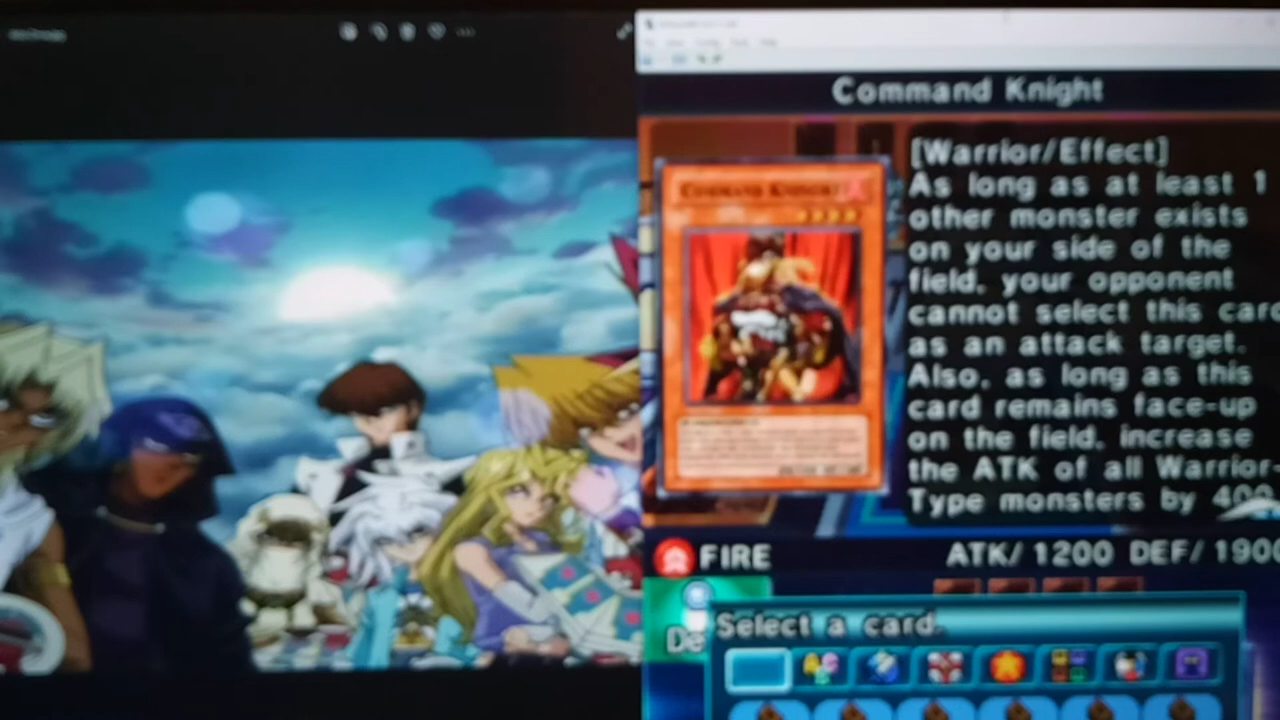 Command Knight
COMMAND KNIGHT
[Warrior/Effect]
As long as at least 1
other monster exists
on your side of the
field, your opponent
cannot select this card
as an attack target.
Also, as long as this
card remains face-up
on the field, increase
the ATK of all Warrior-
Type monsters by 400
FIRE
ATK/ 1200 DEF/ 1900
De
Select a card.